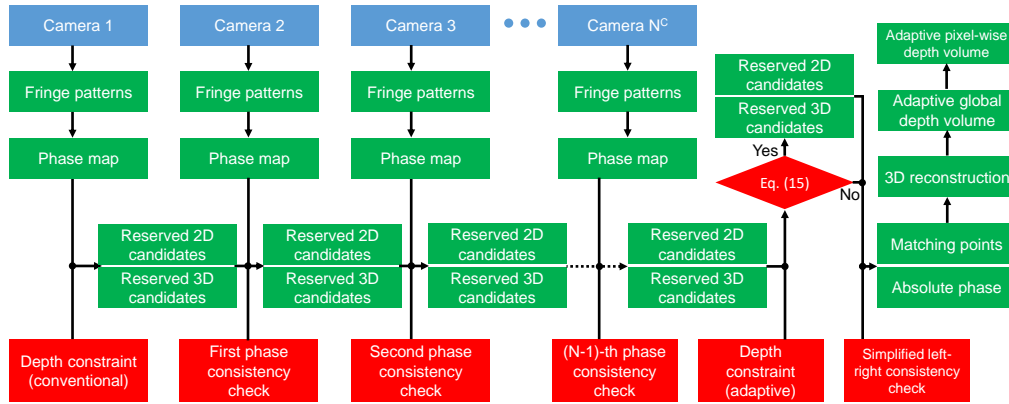 Camera 1
Camera 2
Camera 3
Camera N^C
Fringe patterns
Fringe patterns
Fringe patterns
Fringe patterns
Phase map
Phase map
Phase map
Phase map
Reserved 2D
candidates
Reserved 3D
candidates
Reserved 2D
candidates
Reserved 3D
candidates
Reserved 2D
candidates
Reserved 3D
candidates
Reserved 2D
candidates
Reserved 3D
candidates
Depth constraint
(conventional)
First phase
consistency
check
Second phase
consistency
check
(N-1)-th phase
consistency
check
Depth
constraint
(adaptive)
Eq. (15)
Yes
No
Reserved 2D
candidates
Reserved 3D
candidates
Simplified left-
right consistency
check
Matching points
Absolute phase
3D reconstruction
Adaptive global
depth volume
Adaptive pixel-wise
depth volume